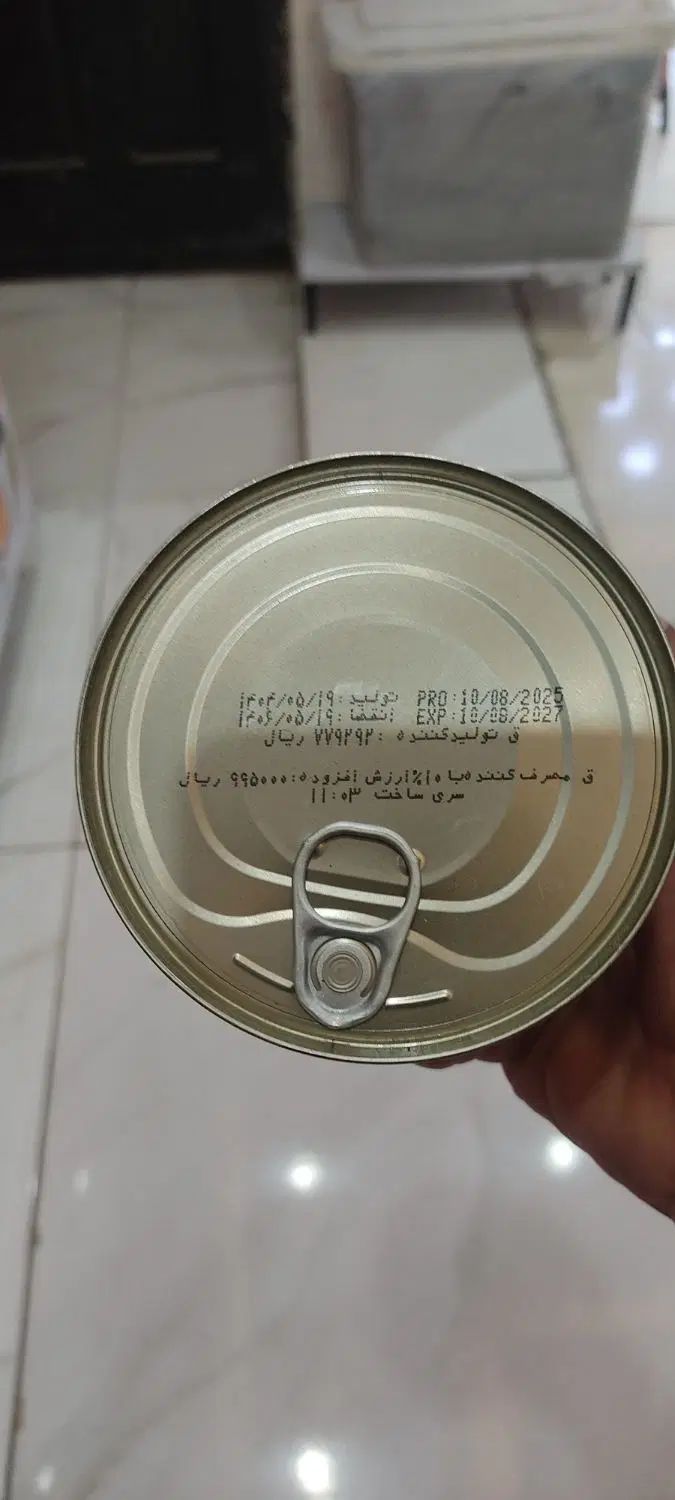 تولید:۱۴۰۴/۰۵/۱۹ PRO:10/08/2025
انقضا:۱۴۰۶/۰۵/۱۹ EXP:10/08/2027
ق تولیدکننده :۷۷۹۲۹۲ ریال
ق مصرف کننده با ۱۰٪ ارزش افزوده:۹۹۵۰۰۰ ریال
سری ساخت ۱۱:۰۳